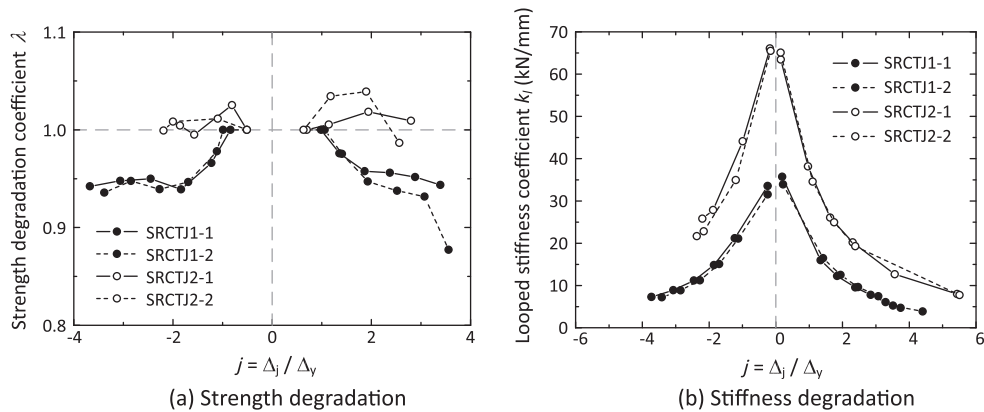 Strength degradation coefficient λ
1.1
1.0
0.9
0.8
SRCTJ1-1
SRCTJ1-2
SRCTJ2-1
SRCTJ2-2
-4
-2
0
2
4
j = Δj / Δy
(a) Strength degradation
Looped stiffness coefficient kl (kN/mm)
70
65
60
50
40
30
20
10
0
SRCTJ1-1
SRCTJ1-2
SRCTJ2-1
SRCTJ2-2
-6
-4
-2
0
2
4
6
j = Δj / Δy
(b) Stiffness degradation